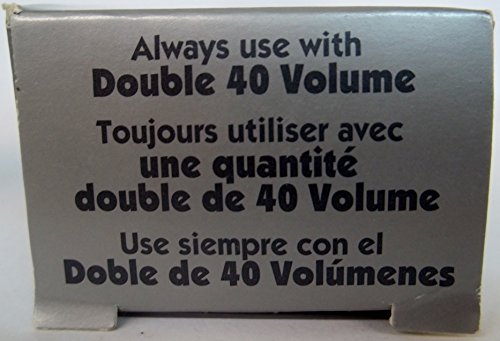 Always use with
Double 40 Volume
Toujours utiliser avec
une quantité
double de 40 Volume
Use siempre con el
Doble de 40 Volúmenes